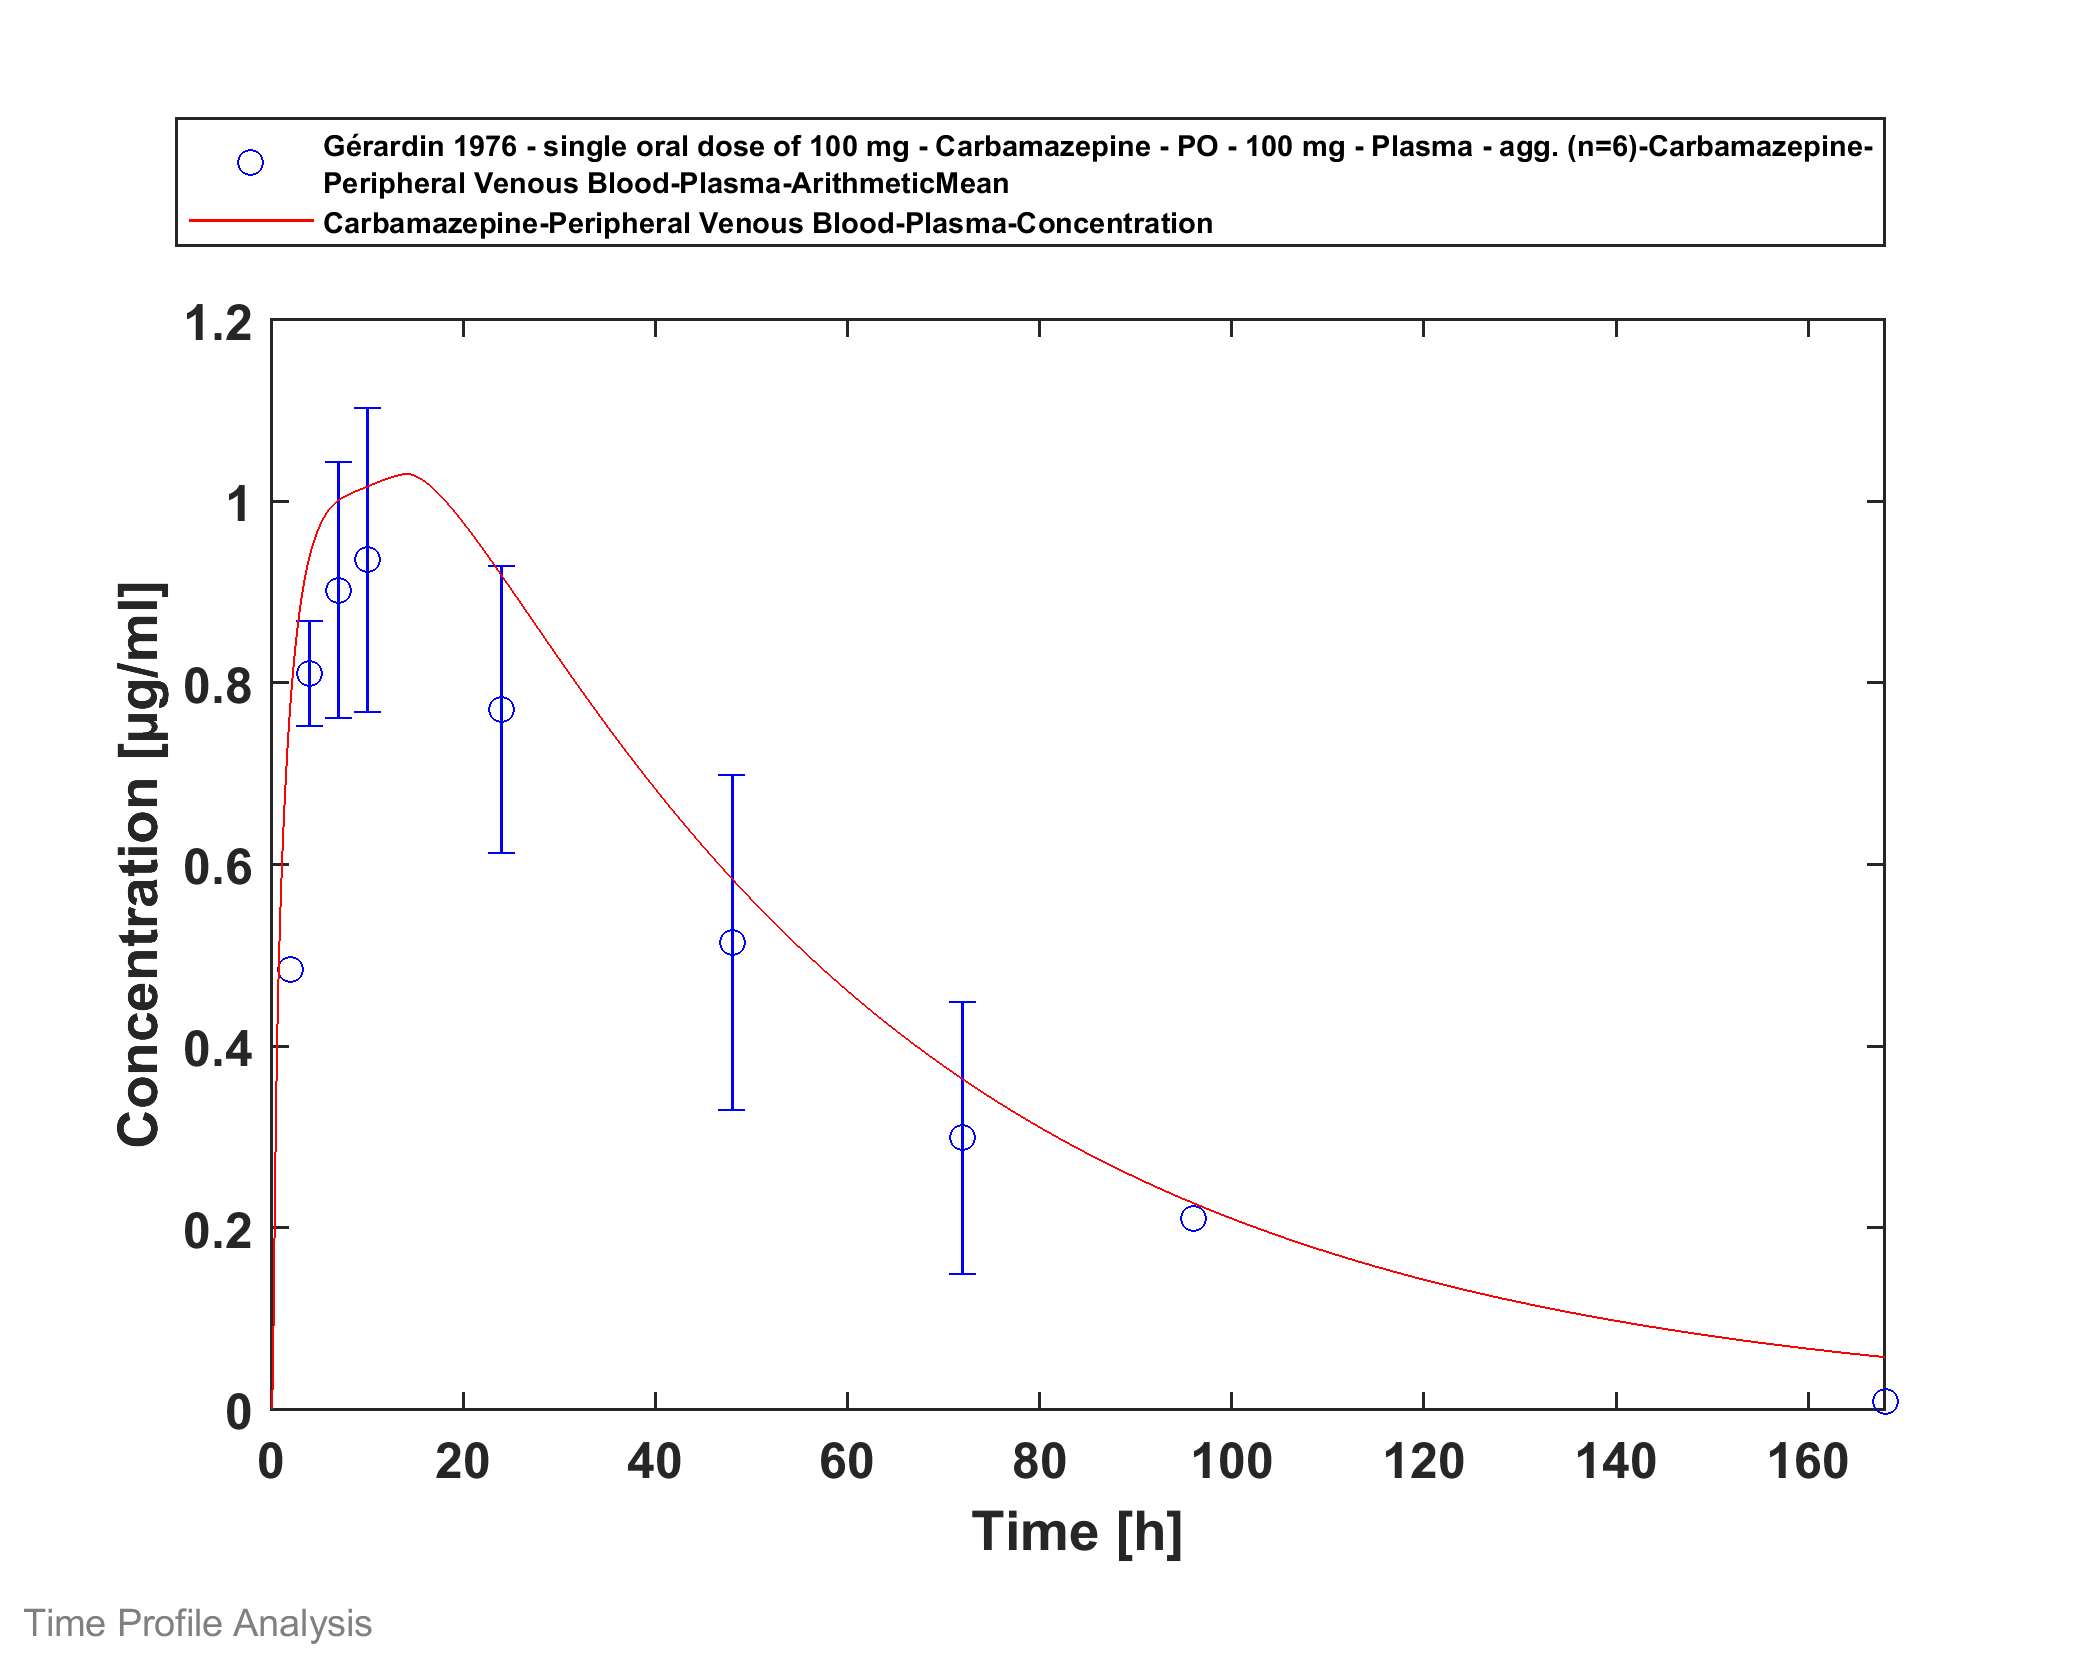 Gérardin 1976 - single oral dose of 100 mg - Carbamazepine - PO - 100 mg - Plasma - agg. (n=6)-Carbamazepine-
Peripheral Venous Blood-Plasma-ArithmeticMean
Carbamazepine-Peripheral Venous Blood-Plasma-Concentration
1.2
1
0.8
0.6
0.4
0.2
0
Concentration [µg/ml]
0 20 40 60 80 100 120 140 160
Time [h]
Time Profile Analysis